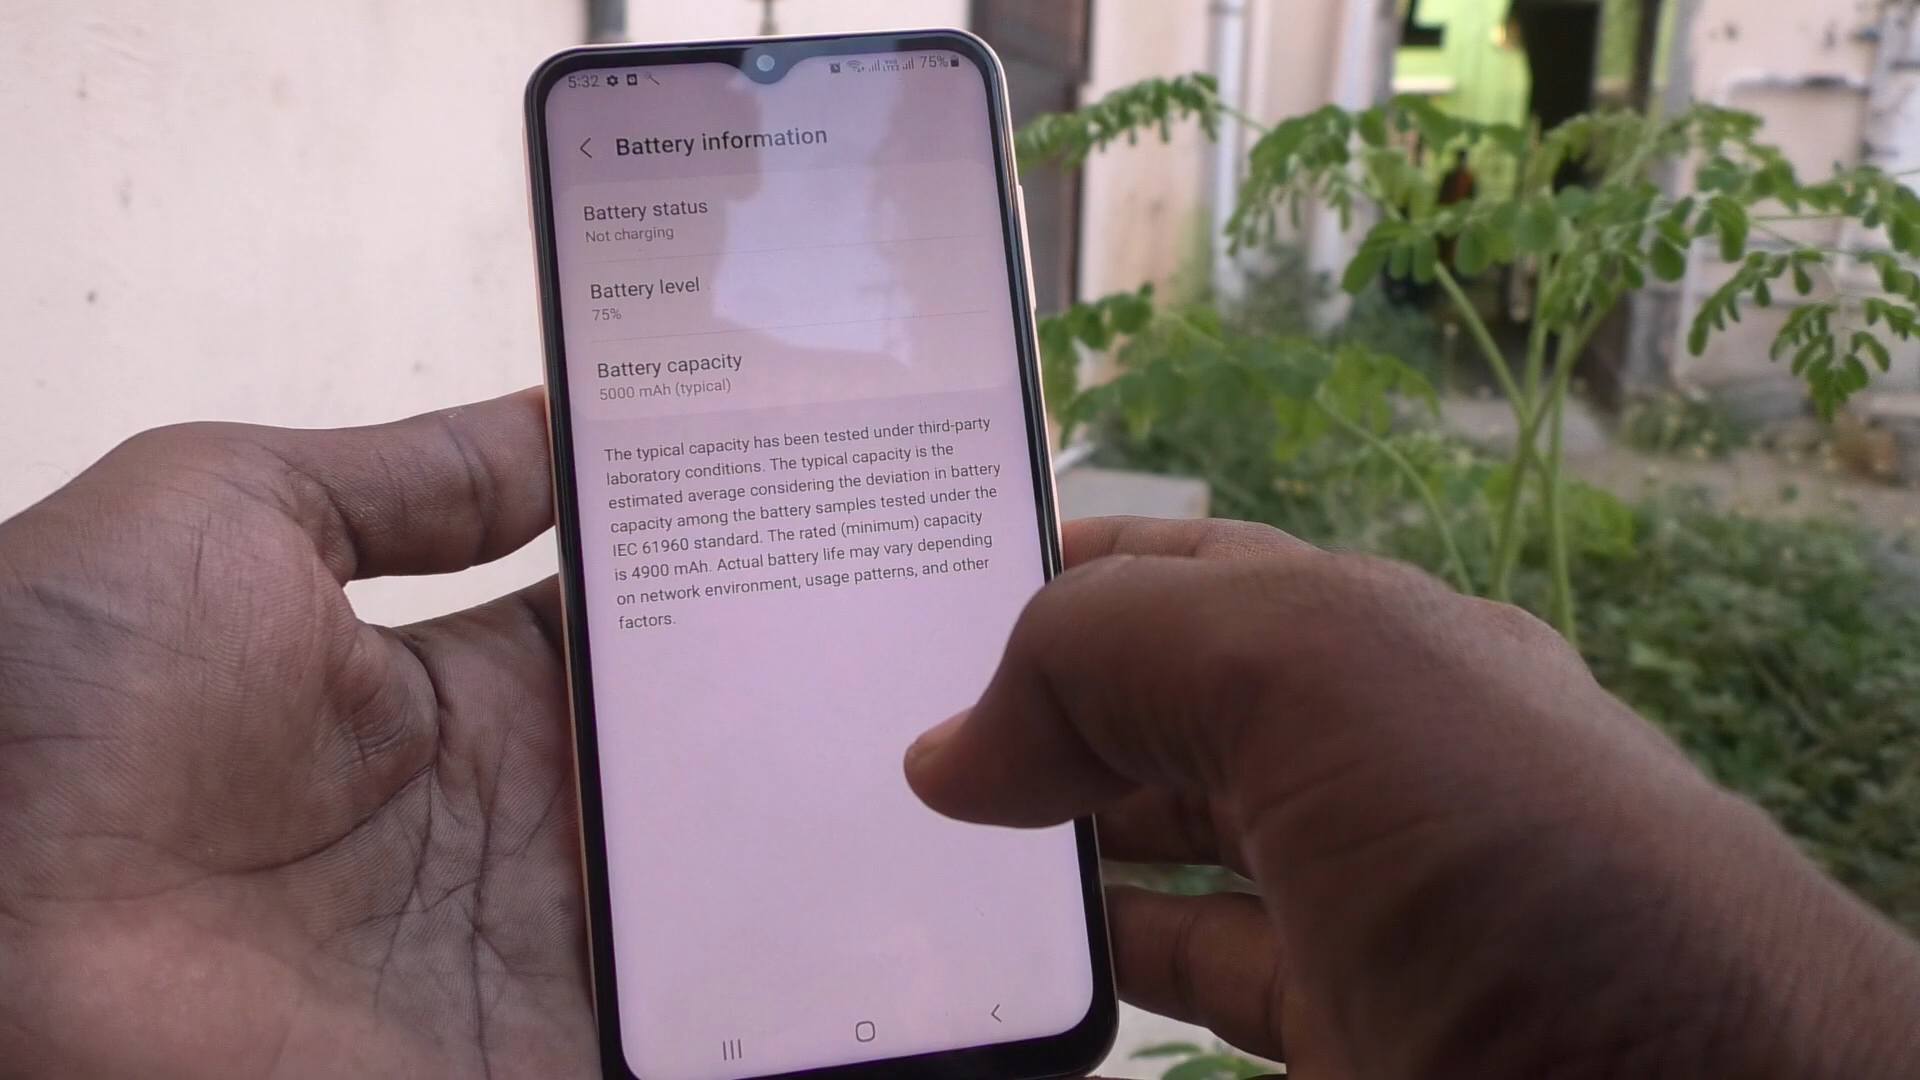 5:32 75%
Battery information
Battery status
Not charging
Battery level
75%
Battery capacity
5000 mAh (typical)
The typical capacity has been tested under third-party
laboratory conditions. The typical capacity is the
estimated average considering the deviation in battery
capacity among the battery samples tested under the
IEC 61960 standard. The rated (minimum) capacity
is 4900 mAh. Actual battery life may vary depending
on network environment, usage patterns, and other
factors.